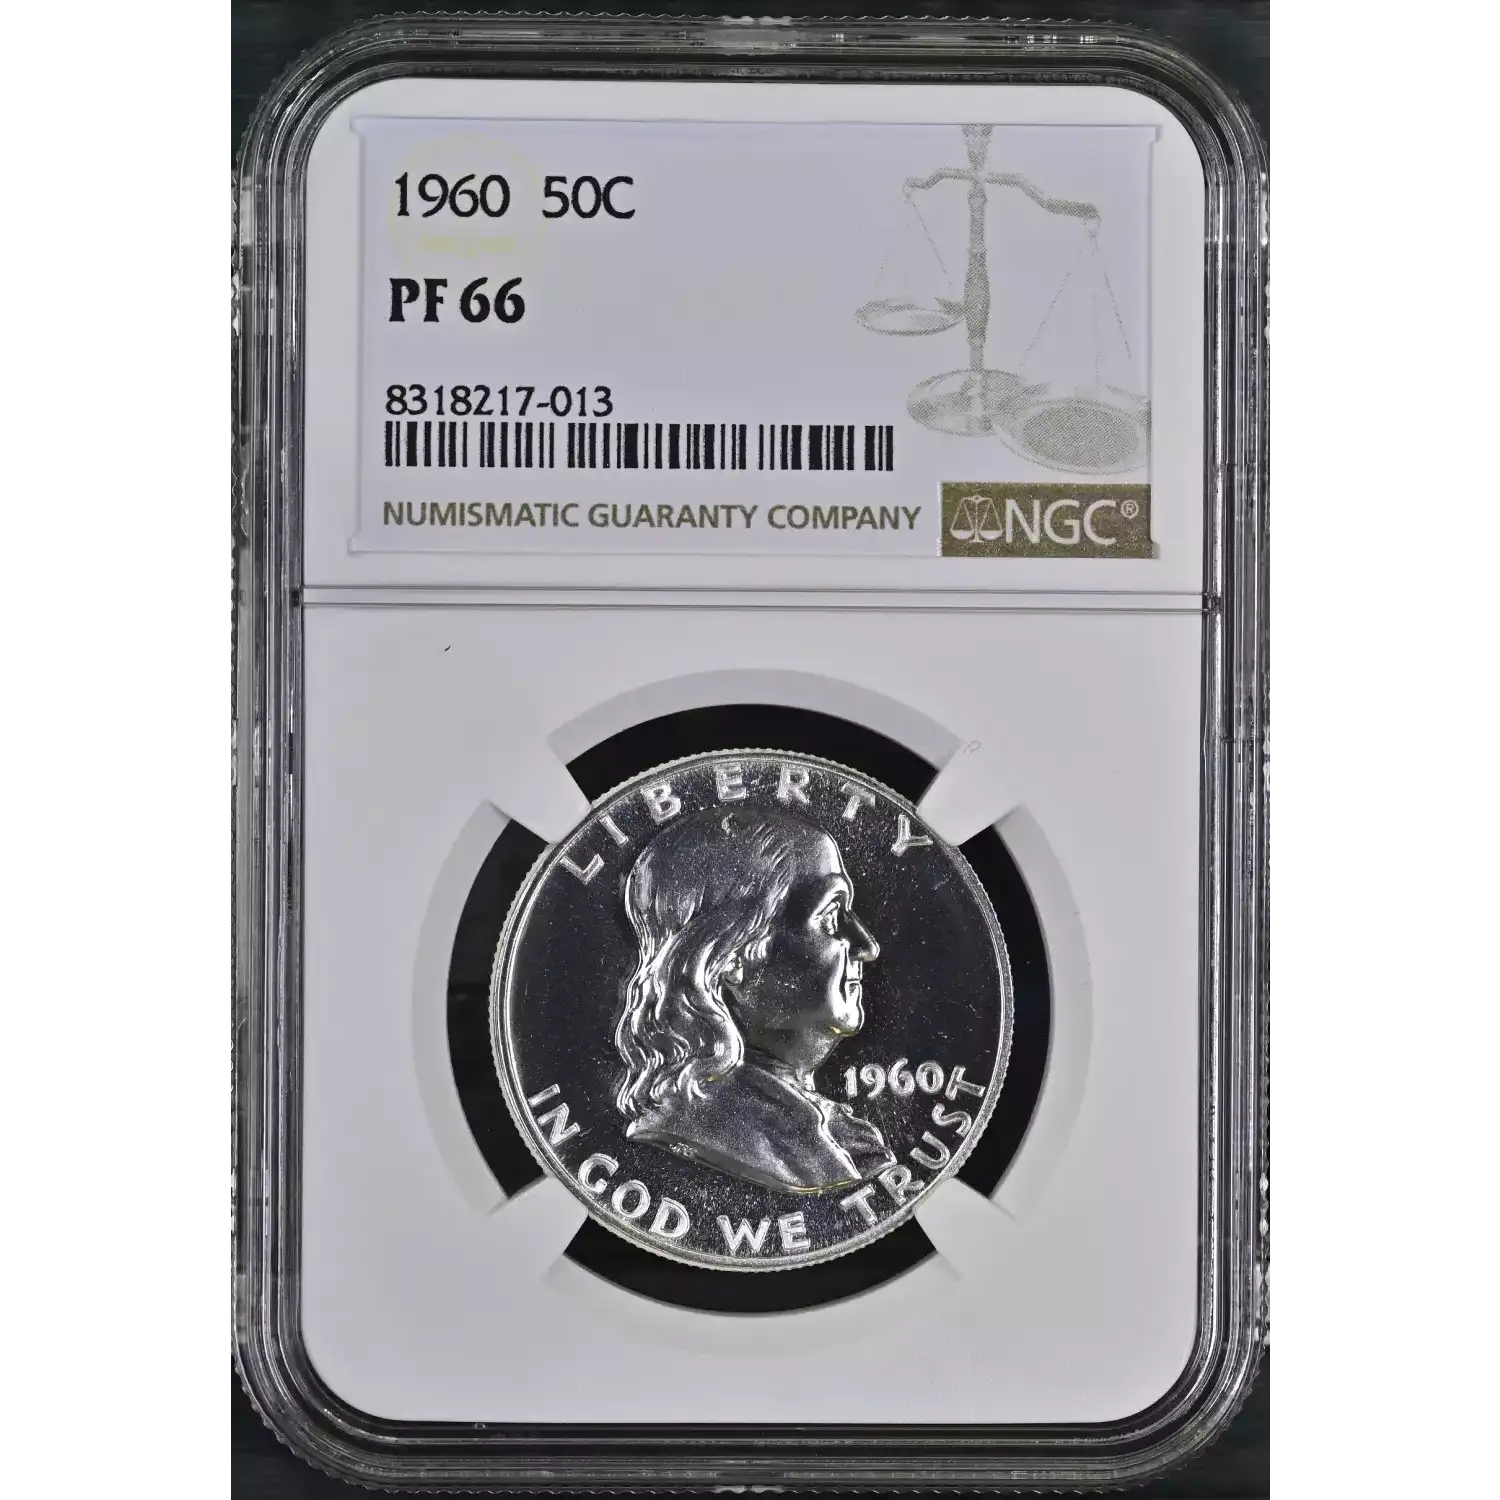 1960 50C
PF 66
8318217-013
NUMISMATIC GUARANTY COMPANY NGC®
LIBERTY
1960
IN GOD WE TRUST